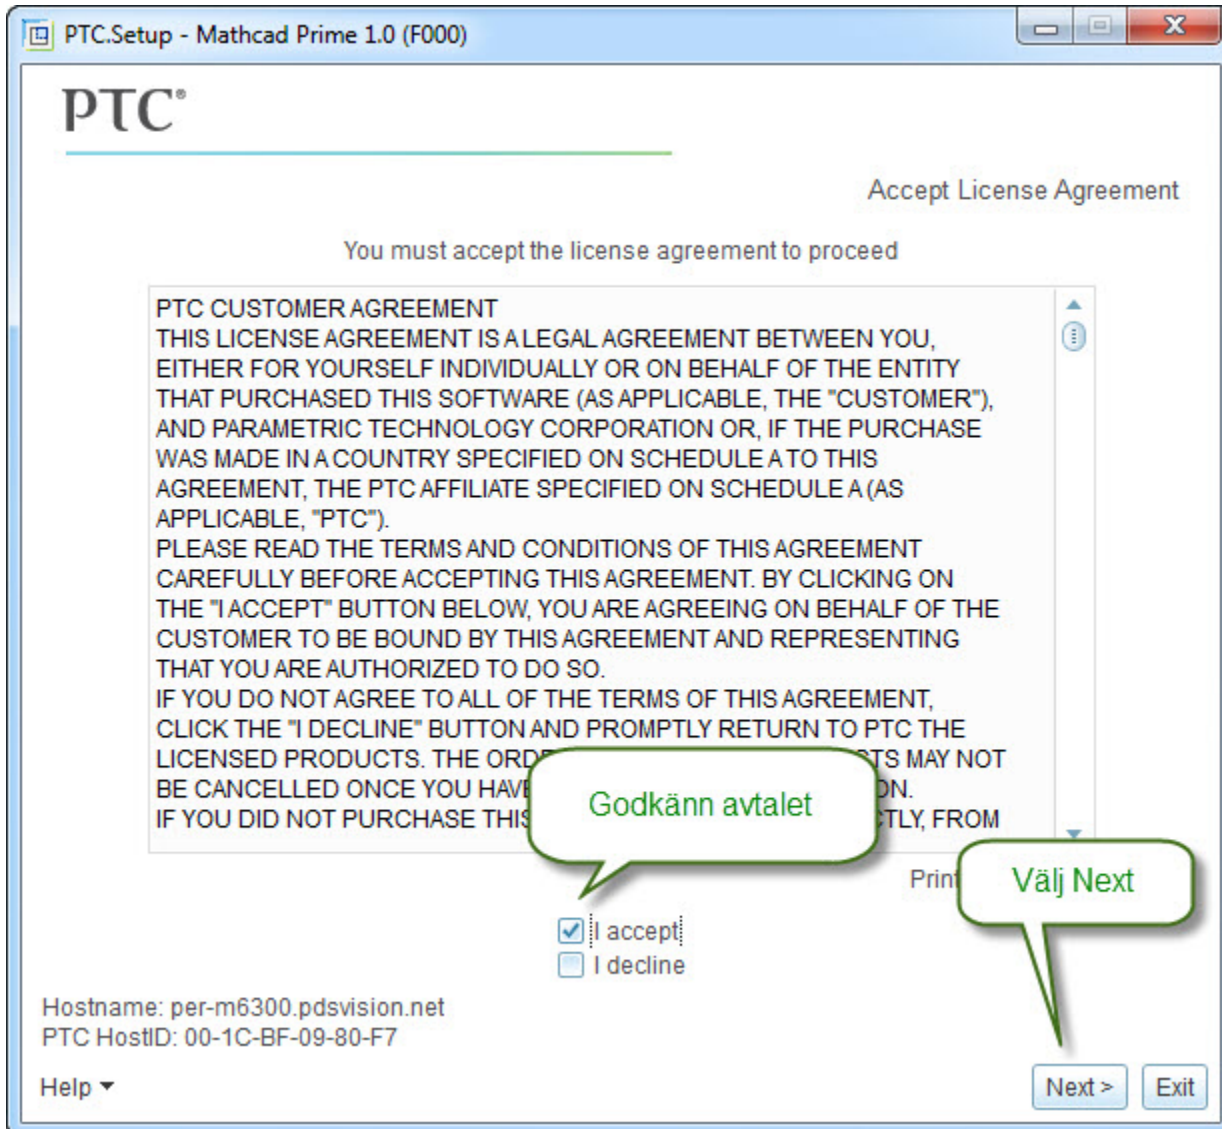 PTC.Setup - Mathcad Prime 1.0 (F000)
PTC®
Accept License Agreement
You must accept the license agreement to proceed
PTC CUSTOMER AGREEMENT
THIS LICENSE AGREEMENT IS A LEGAL AGREEMENT BETWEEN YOU,
EITHER FOR YOURSELF INDIVIDUALLY OR ON BEHALF OF THE ENTITY
THAT PURCHASED THIS SOFTWARE (AS APPLICABLE, THE "CUSTOMER"),
AND PARAMETRIC TECHNOLOGY CORPORATION OR, IF THE PURCHASE
WAS MADE IN A COUNTRY SPECIFIED ON SCHEDULE A TO THIS
AGREEMENT, THE PTC AFFILIATE SPECIFIED ON SCHEDULE A (AS
APPLICABLE, "PTC").
PLEASE READ THE TERMS AND CONDITIONS OF THIS AGREEMENT
CAREFULLY BEFORE ACCEPTING THIS AGREEMENT. BY CLICKING ON
THE "I ACCEPT" BUTTON BELOW, YOU ARE AGREEING ON BEHALF OF THE
CUSTOMER TO BE BOUND BY THIS AGREEMENT AND REPRESENTING
THAT YOU ARE AUTHORIZED TO DO SO.
IF YOU DO NOT AGREE TO ALL OF THE TERMS OF THIS AGREEMENT,
CLICK THE "I DECLINE" BUTTON AND PROMPTLY RETURN TO PTC THE
LICENSED PRODUCTS. THE MAY NOT
BE CANCELLED ONCE YOU
IF YOU DID NOT PURCHASE FROM
Godkänn avtalet
Print
Välj Next
I accept
I decline
Hostname: per-m6300.pdsvision.net
PTC HostID: 00-1C-BF-09-80-F7
Help
Next >
Exit